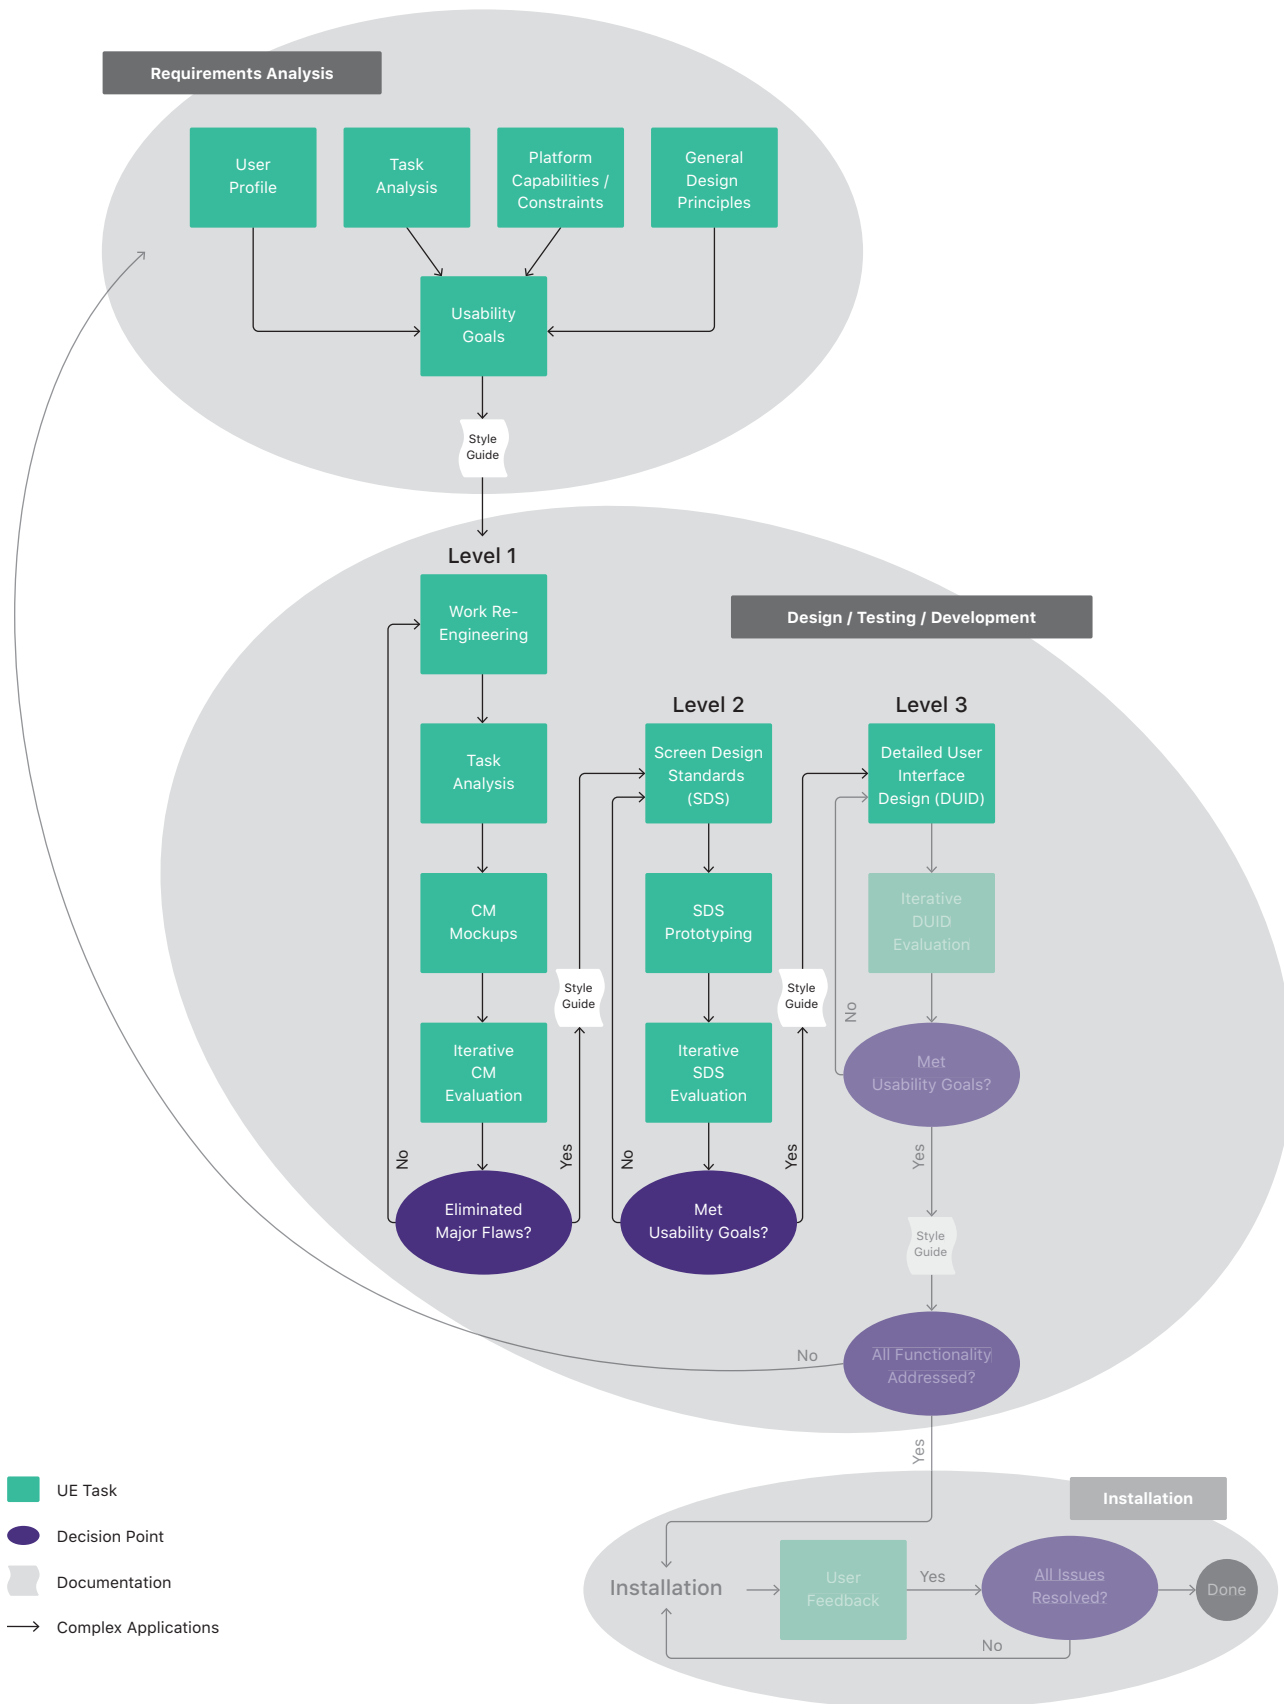 Requirements Analysis
User
Profile
Task
Analysis
Platform
Capabilities /
Constraints
General
Design
Principles
Usability
Goals
Style
Guide
Level 1
Work Re-
Engineering
Design / Testing / Development
Task
Analysis
CM
Mockups
Iterative
CM
Evaluation
No
Eliminated
Major Flaws?
Yes
Style
Guide
Level 2
Screen Design
Standards
(SDS)
SDS
Prototyping
Iterative
SDS
Evaluation
No
Met
Usability Goals?
Yes
Style
Guide
Level 3
Detailed User
Interface
Design (DUID)
Iterative
DUID
Evaluation
No
Met
Usability Goals?
Yes
Style
Guide
No
All Functionality
Addressed?
Yes
Installation
Installation
User
Feedback
Yes
All Issues
Resolved?
Done
No
UE Task
Decision Point
Documentation
Complex Applications